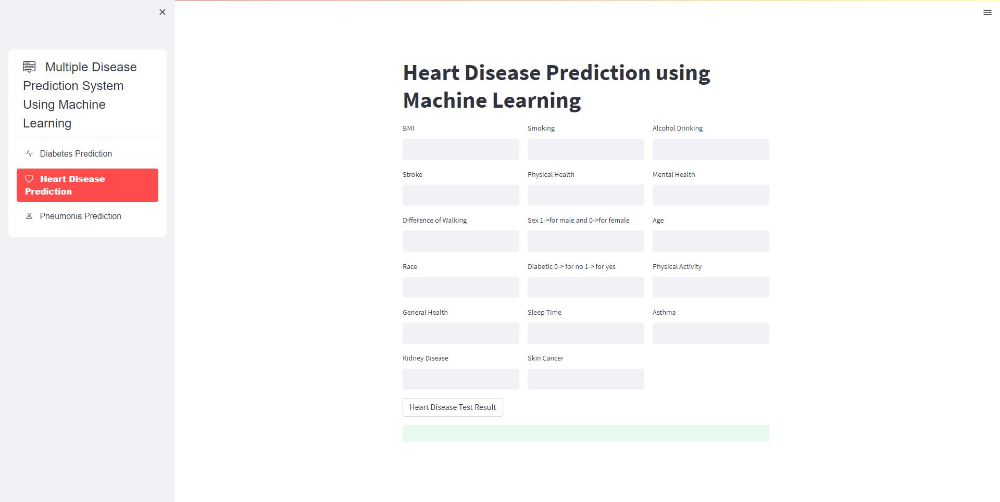 Multiple Disease
Prediction System
Using Machine
Learning
Diabetes Prediction
Heart Disease
Prediction
Pneumonia Prediction
Heart Disease Prediction using
Machine Learning
BMI
Smoking
Alcohol Drinking
Stroke
Physical Health
Mental Health
Difference of Walking
Sex 1->for male and 0->for female
Age
Race
Diabetic 0-> for no 1-> for yes
Physical Activity
General Health
Sleep Time
Asthma
Kidney Disease
Skin Cancer
Heart Disease Test Result